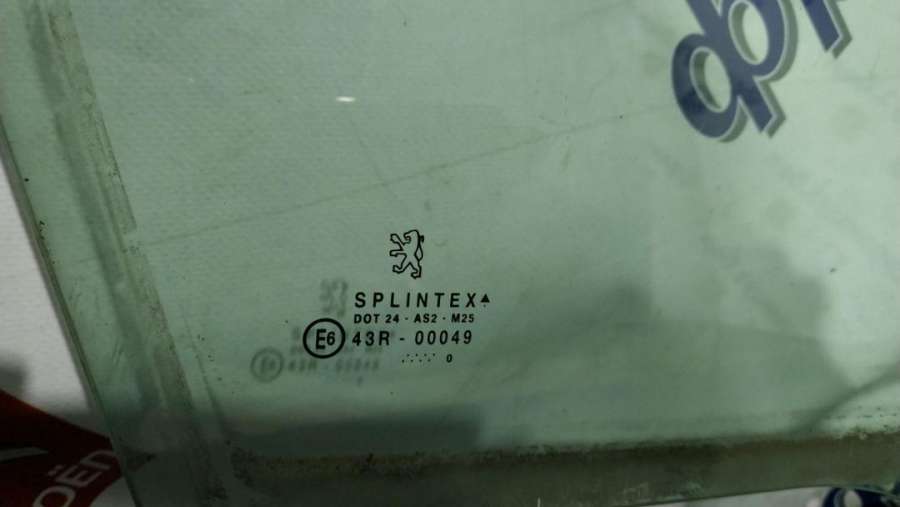 SPLINTEX
DOT 24 - AS2 - M25
E6 43R - 00049
0